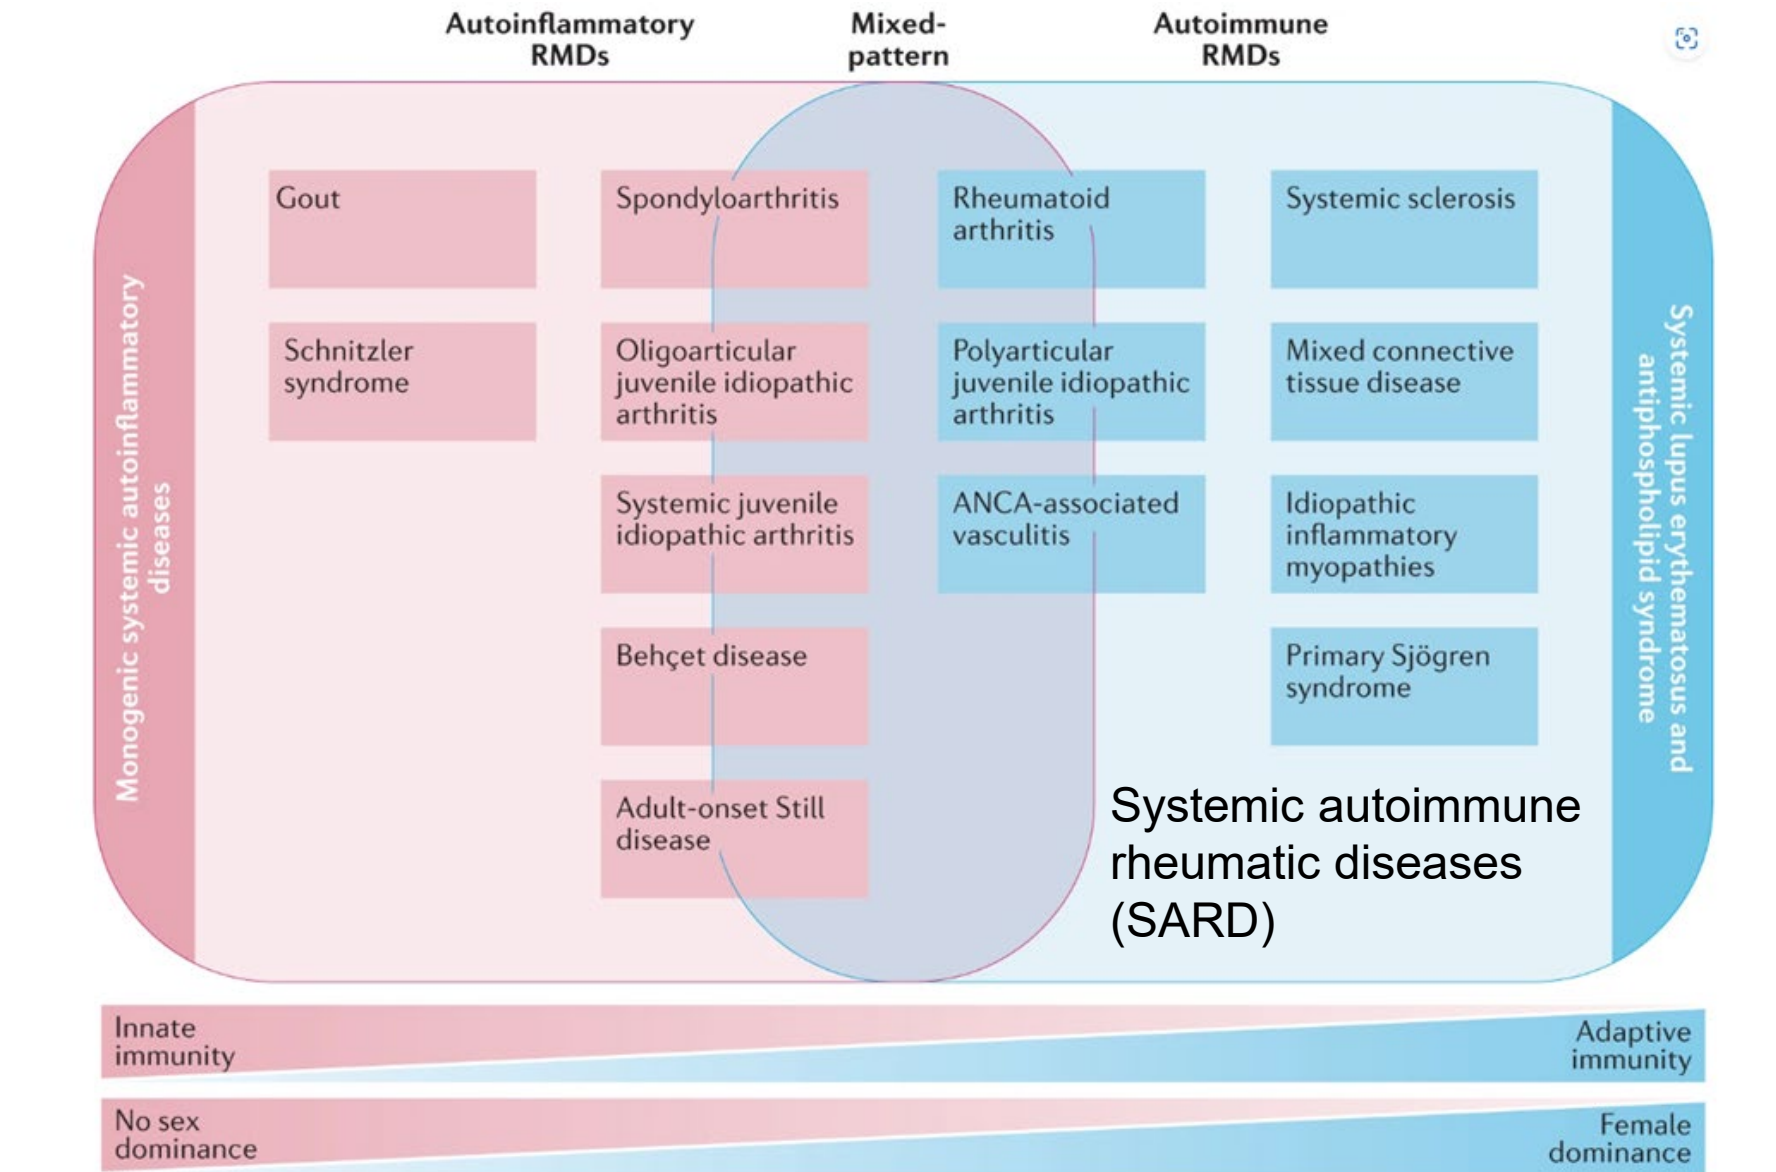 Autoinflammatory
RMDs
Mixed-
pattern
Autoimmune
RMDs
Monogenic systemic autoinflammatory
diseases
Gout
Schnitzler
syndrome
Spondyloarthritis
Oligoarticular
juvenile idiopathic
arthritis
Systemic juvenile
idiopathic arthritis
Behçet disease
Adult-onset Still
disease
Rheumatoid
arthritis
Polyarticular
juvenile idiopathic
arthritis
ANCA-associated
vasculitis
Systemic sclerosis
Mixed connective
tissue disease
Idiopathic
inflammatory
myopathies
Primary Sjögren
syndrome
Systemic autoimmune
rheumatic diseases
(SARD)
Systemic lupus erythematosus and
antiphospholipid syndrome
Innate
immunity
Adaptive
immunity
No sex
dominance
Female
dominance